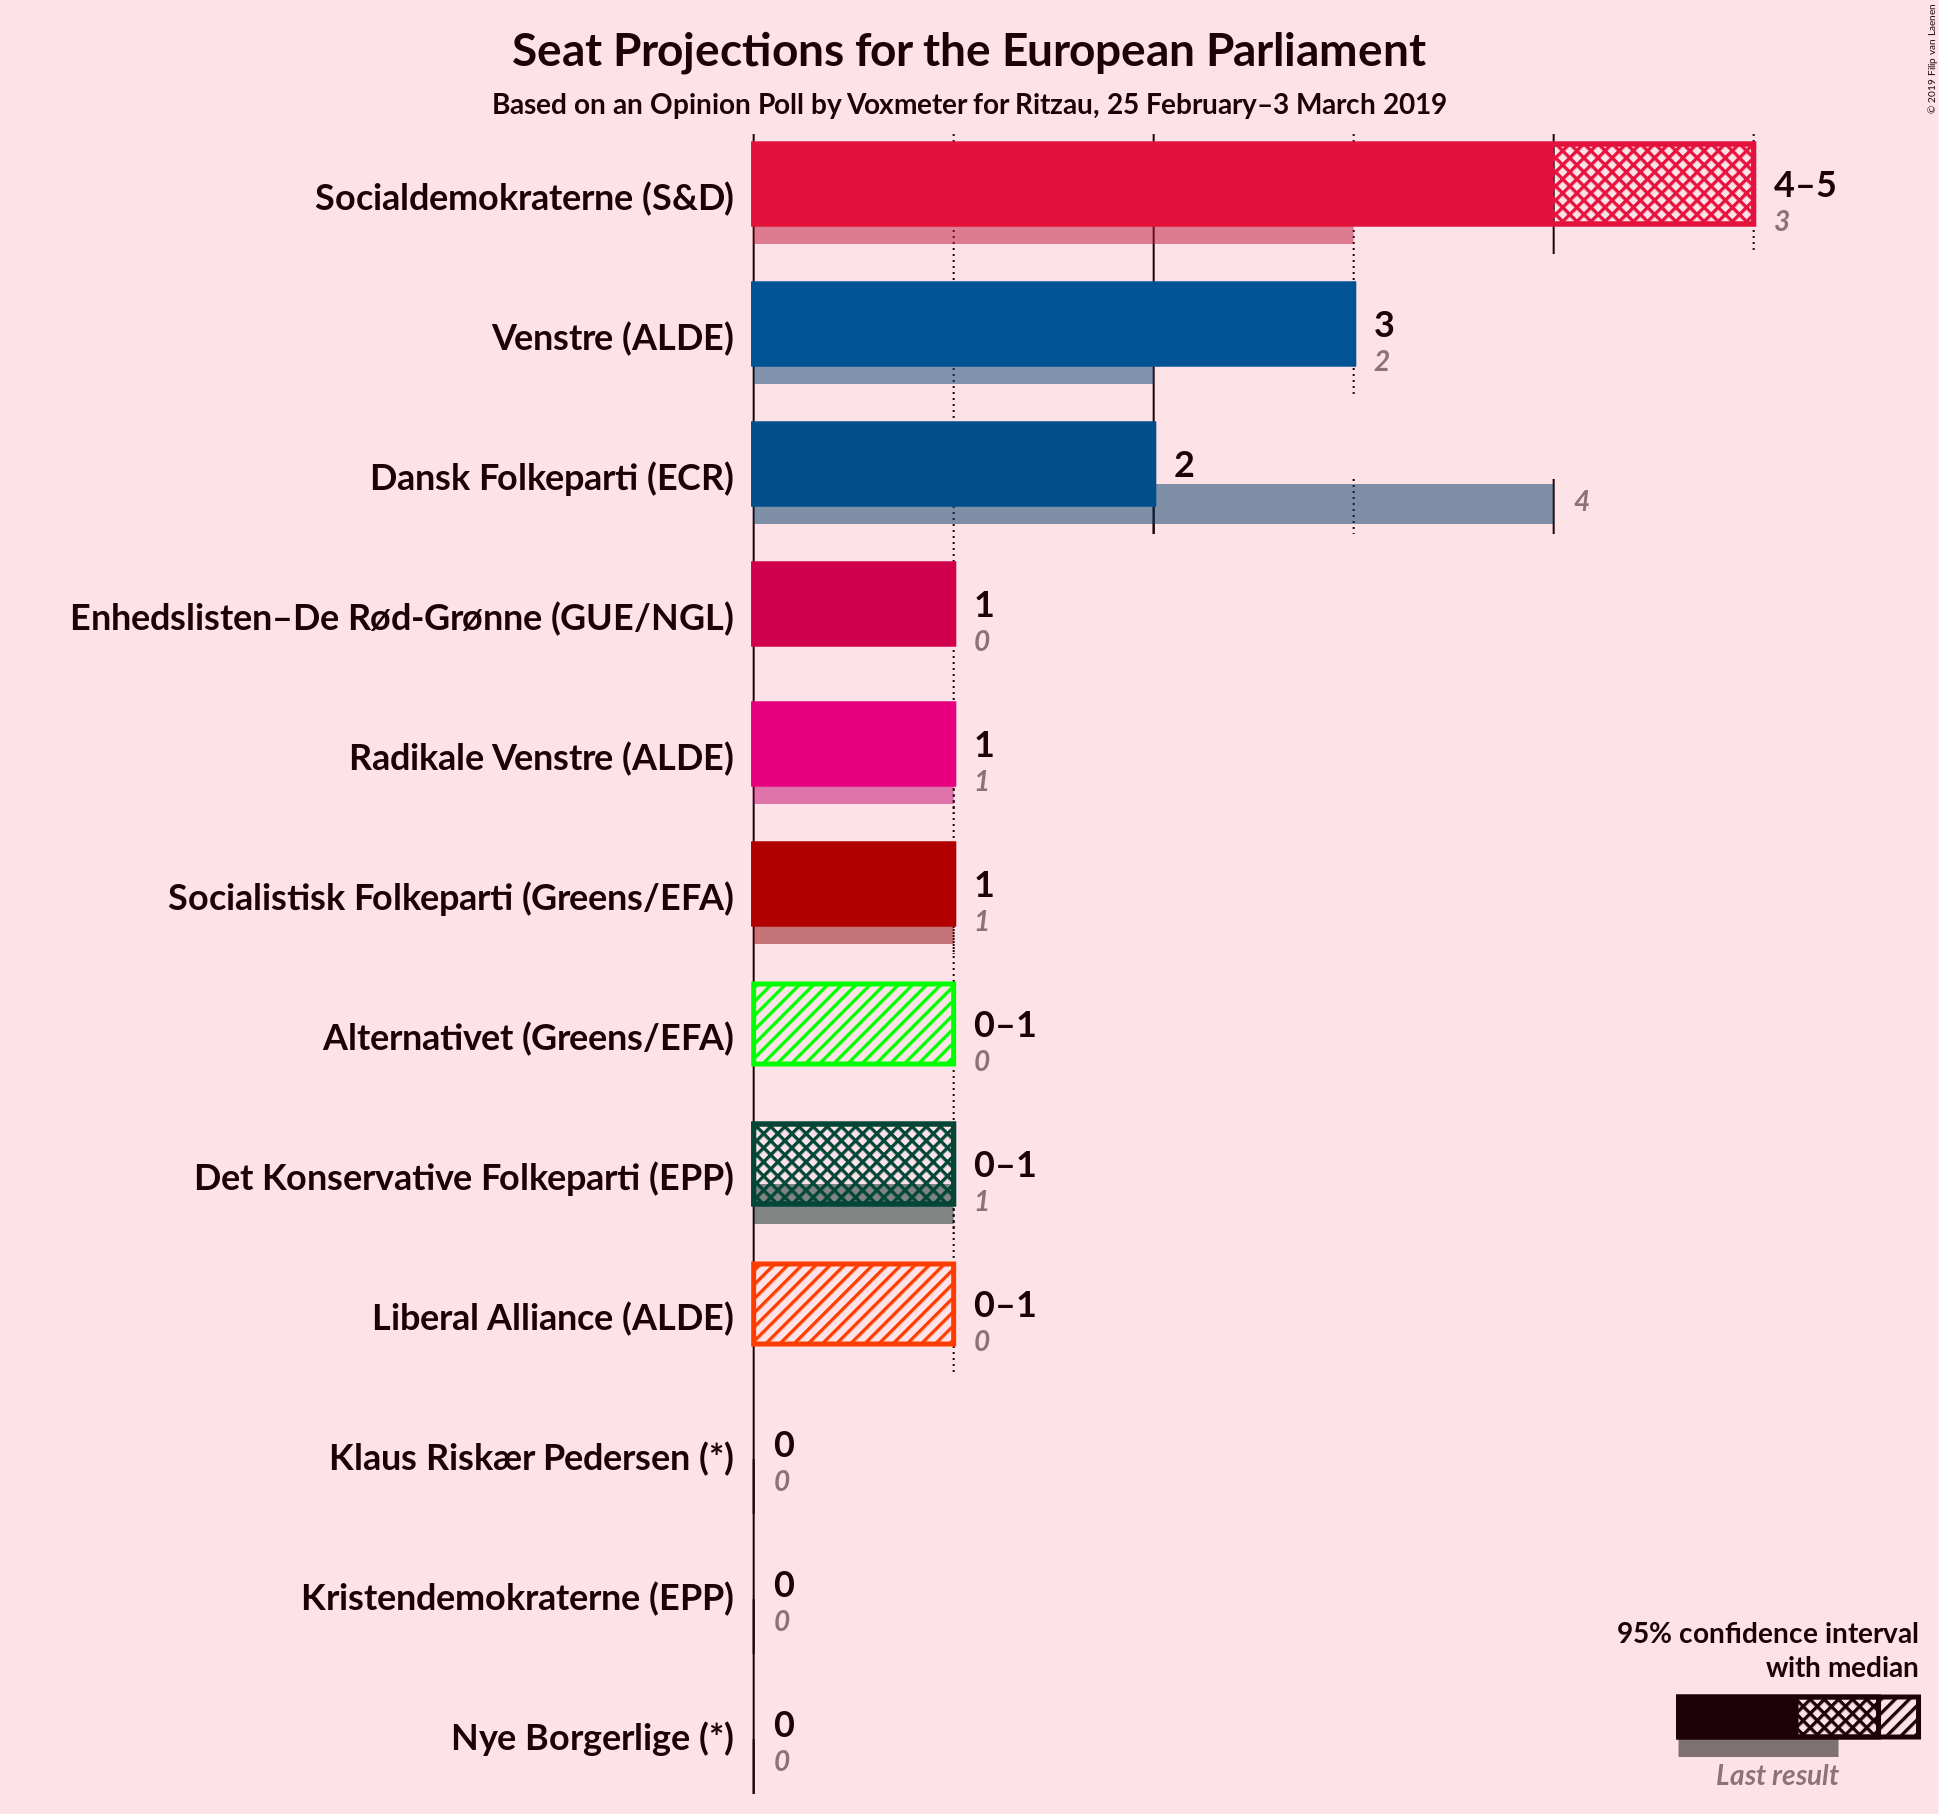 Seat Projections for the European Parliament
Based on an Opinion Poll by Voxmeter for Ritzau, 25 February–3 March 2019
© 2019 Filip van Laenen
Socialdemokraterne (S&D)
4–5
3
Venstre (ALDE)
3
2
Dansk Folkeparti (ECR)
2
4
Enhedslisten–De Rød-Grønne (GUE/NGL)
1
0
Radikale Venstre (ALDE)
1
1
Socialistisk Folkeparti (Greens/EFA)
1
1
Alternativet (Greens/EFA)
0–1
0
Det Konservative Folkeparti (EPP)
0–1
1
Liberal Alliance (ALDE)
0–1
0
Klaus Riskær Pedersen (*)
0
0
Kristendemokraterne (EPP)
0
0
Nye Borgerlige (*)
0
0
95% confidence interval
with median
Last result